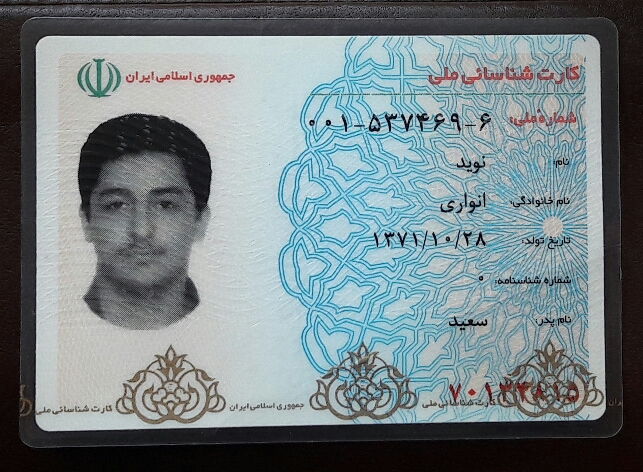 کارت شناسائی ملی
جمهوری اسلامی ایران
شماره ملی: ۰۰۱-۵۳۷۴۶۹-۶
نام: نوید
نام خانوادگی: انواری
تاریخ تولد: ۱۳۷۱/۱۰/۲۸
شماره شناسنامه: ۰
نام پدر: سعید
۷۰۱۳۳۸۱۵
کارت شناسائی ملی جمهوری اسلامی ایران کارت شناسائی ملی